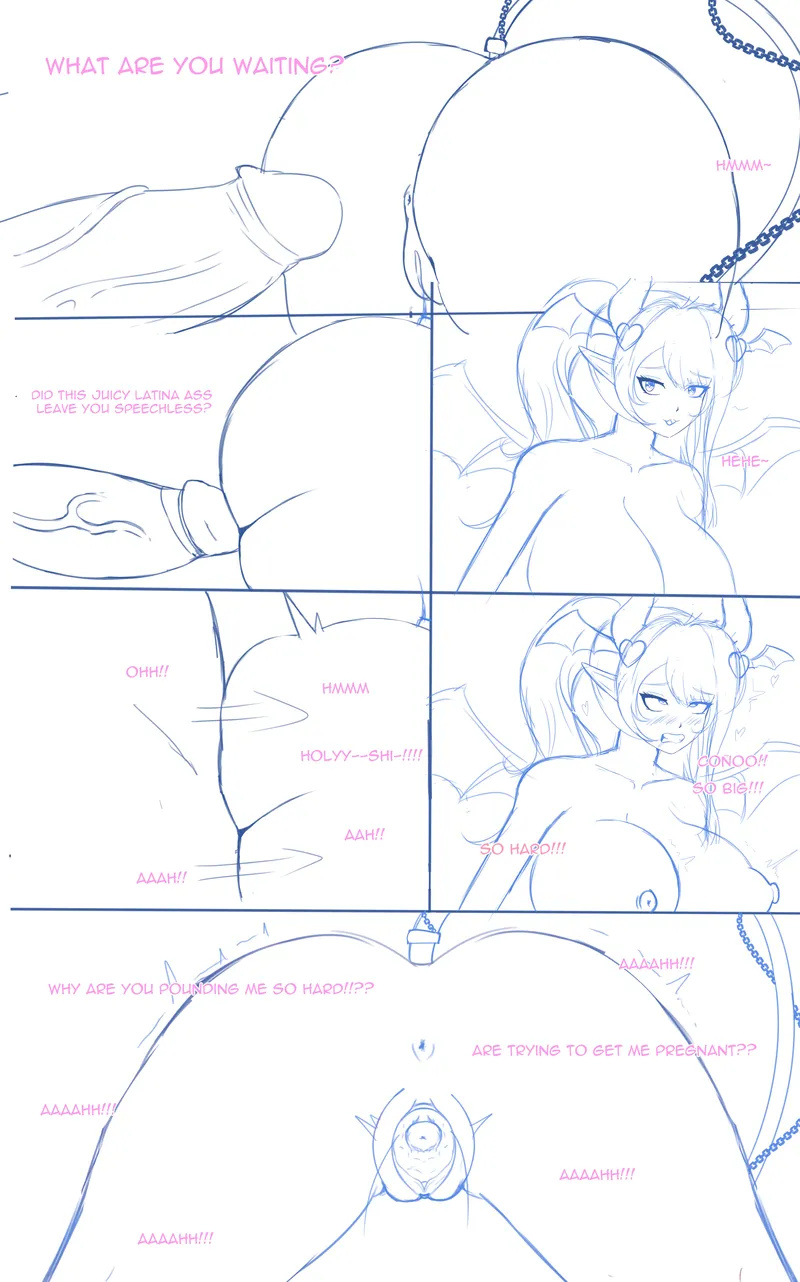 WHAT ARE YOU WAITING?
HMMM~
DID THIS JUICY LATINA ASS
LEAVE YOU SPEECHLESS?
HEHE~
OHH!!
HMMM
HOLYY~~SHI~!!!!
AAH!!
AAAH!!
CONOO!!
SO BIG!!!
SO HARD!!!
AAAAHH!!!
WHY ARE YOU POUNDING ME SO HARD!!??
ARE TRYING TO GET ME PREGNANT??
AAAAHH!!!
AAAAHH!!!
AAAAHH!!!